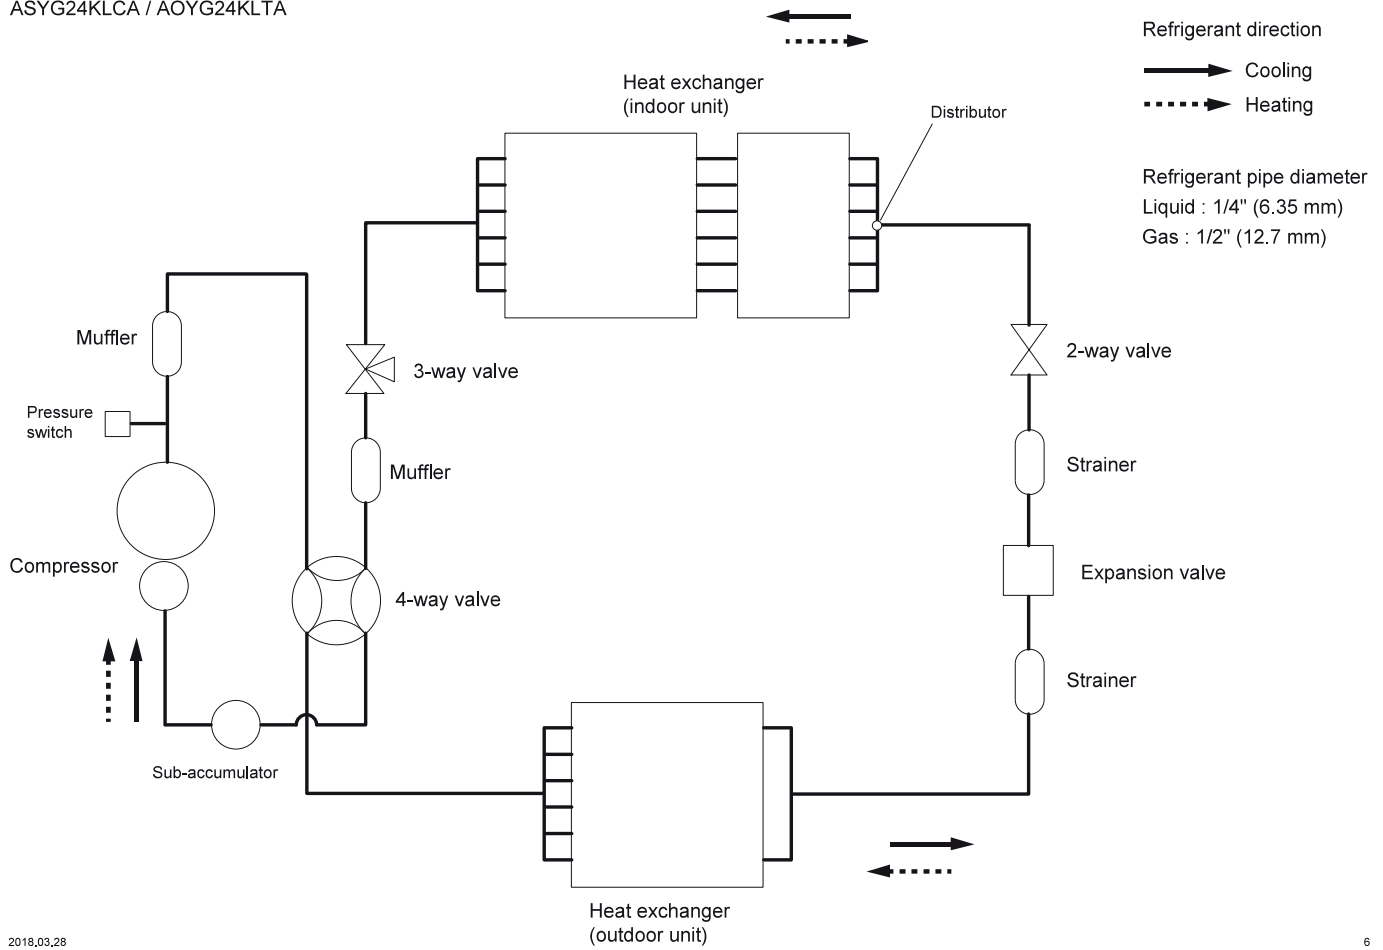 ASYG24KLCA / AOYG24KLTA
Refrigerant direction
Cooling
Heating
Heat exchanger
(indoor unit)
Distributor
Refrigerant pipe diameter
Liquid : 1/4" (6.35 mm)
Gas : 1/2" (12.7 mm)
Muffler
3-way valve
2-way valve
Pressure
switch
Muffler
Strainer
Compressor
4-way valve
Expansion valve
Strainer
Sub-accumulator
Heat exchanger
(outdoor unit)
2018.03.28
6